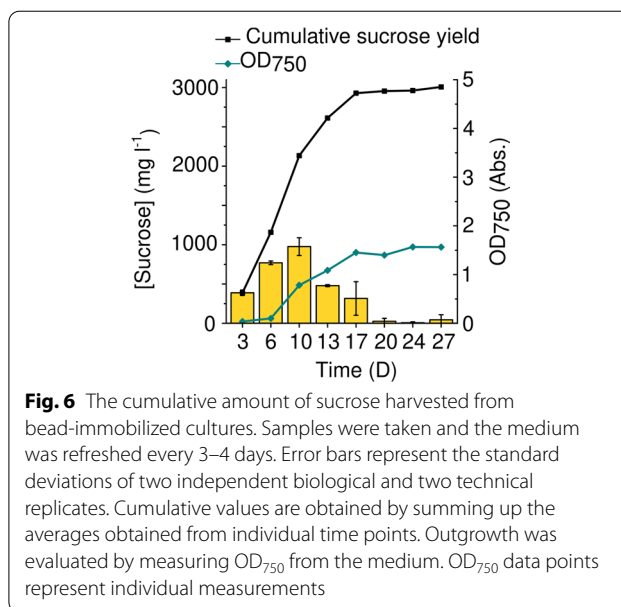 Cumulative sucrose yield
OD750
3000
2000
1000
0
[Sucrose] (mg l-1)
5
4
3
2
1
0
OD750 (Abs.)
3 6 10 13 17 20 24 27
Time (D)
Fig. 6 The cumulative amount of sucrose harvested from
bead-immobilized cultures. Samples were taken and the medium
was refreshed every 3–4 days. Error bars represent the standard
deviations of two independent biological and two technical
replicates. Cumulative values are obtained by summing up the
averages obtained from individual time points. Outgrowth was
evaluated by measuring OD750 from the medium. OD750 data points
represent individual measurements